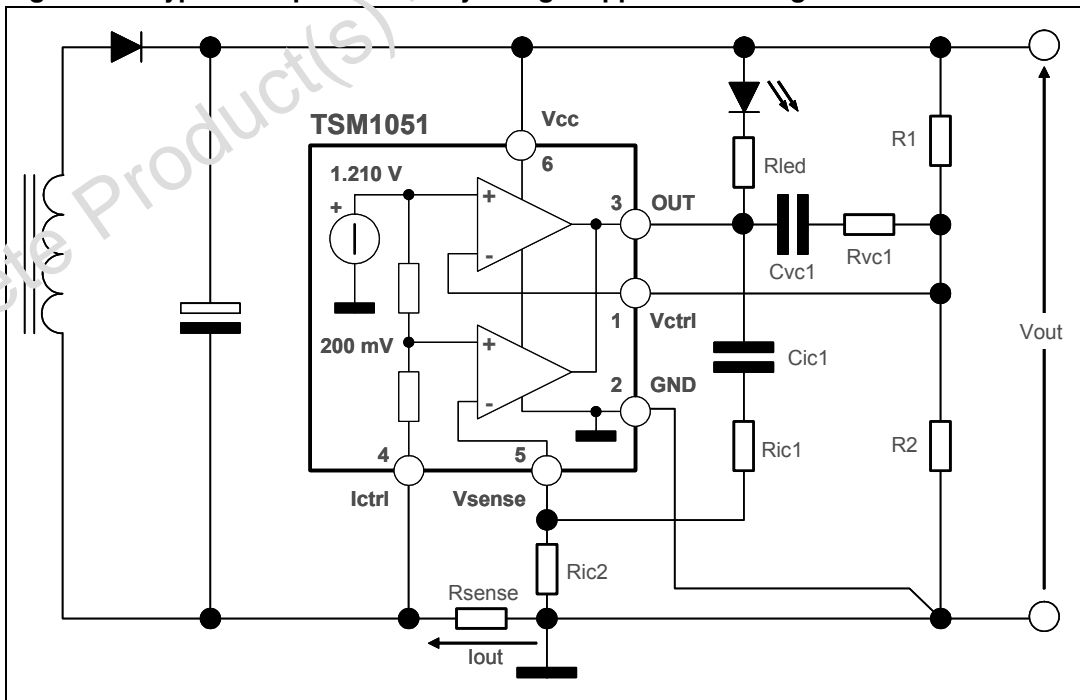 TSM1051
Vcc
6
1.210 V
+
+
-
3
OUT
Rled
R1
Cvc1
Rvc1
1
Vctrl
200 mV
+
-
2
GND
Cic1
Vout
Ric1
R2
4
5
Ictrl
Vsense
Ric2
Rsense
Iout
Product(s)